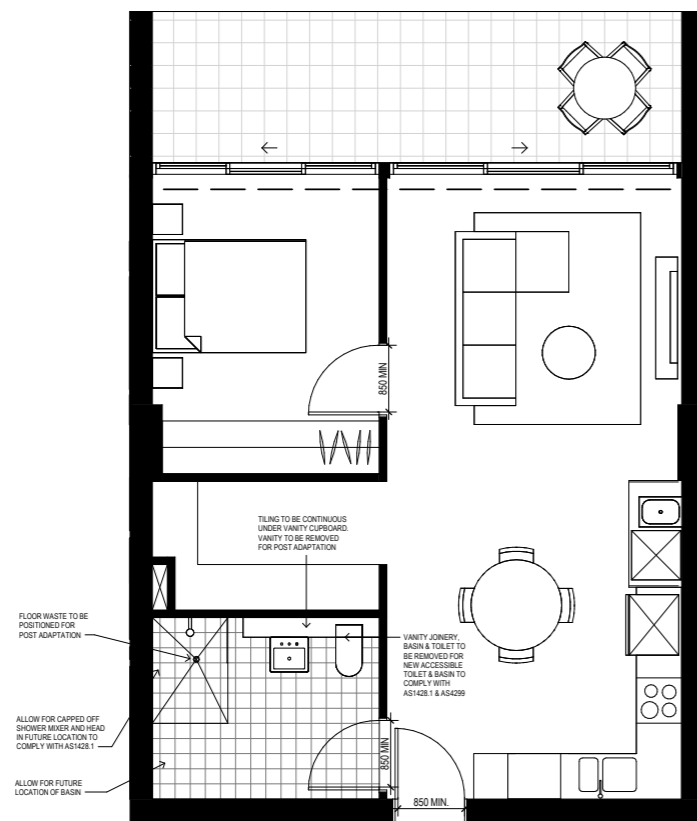 850 MIN
TILING TO BE CONTINUOUS
UNDER VANITY CUPBOARD.
VANITY TO BE REMOVED
FOR POST ADAPTATION
FLOOR WASTE TO BE
POSITIONED FOR
POST ADAPTATION
VANITY JOINERY,
BASIN & TOILET TO
BE REMOVED FOR
NEW ACCESSIBLE
TOILET & BASIN TO
COMPLY WITH
AS1428.1 & AS4299
ALLOW FOR CAPPED OFF
SHOWER MIXER AND HEAD
IN FUTURE LOCATION TO
COMPLY WITH AS1428.1
ALLOW FOR FUTURE
LOCATION OF BASIN
850 MIN
850 MIN.